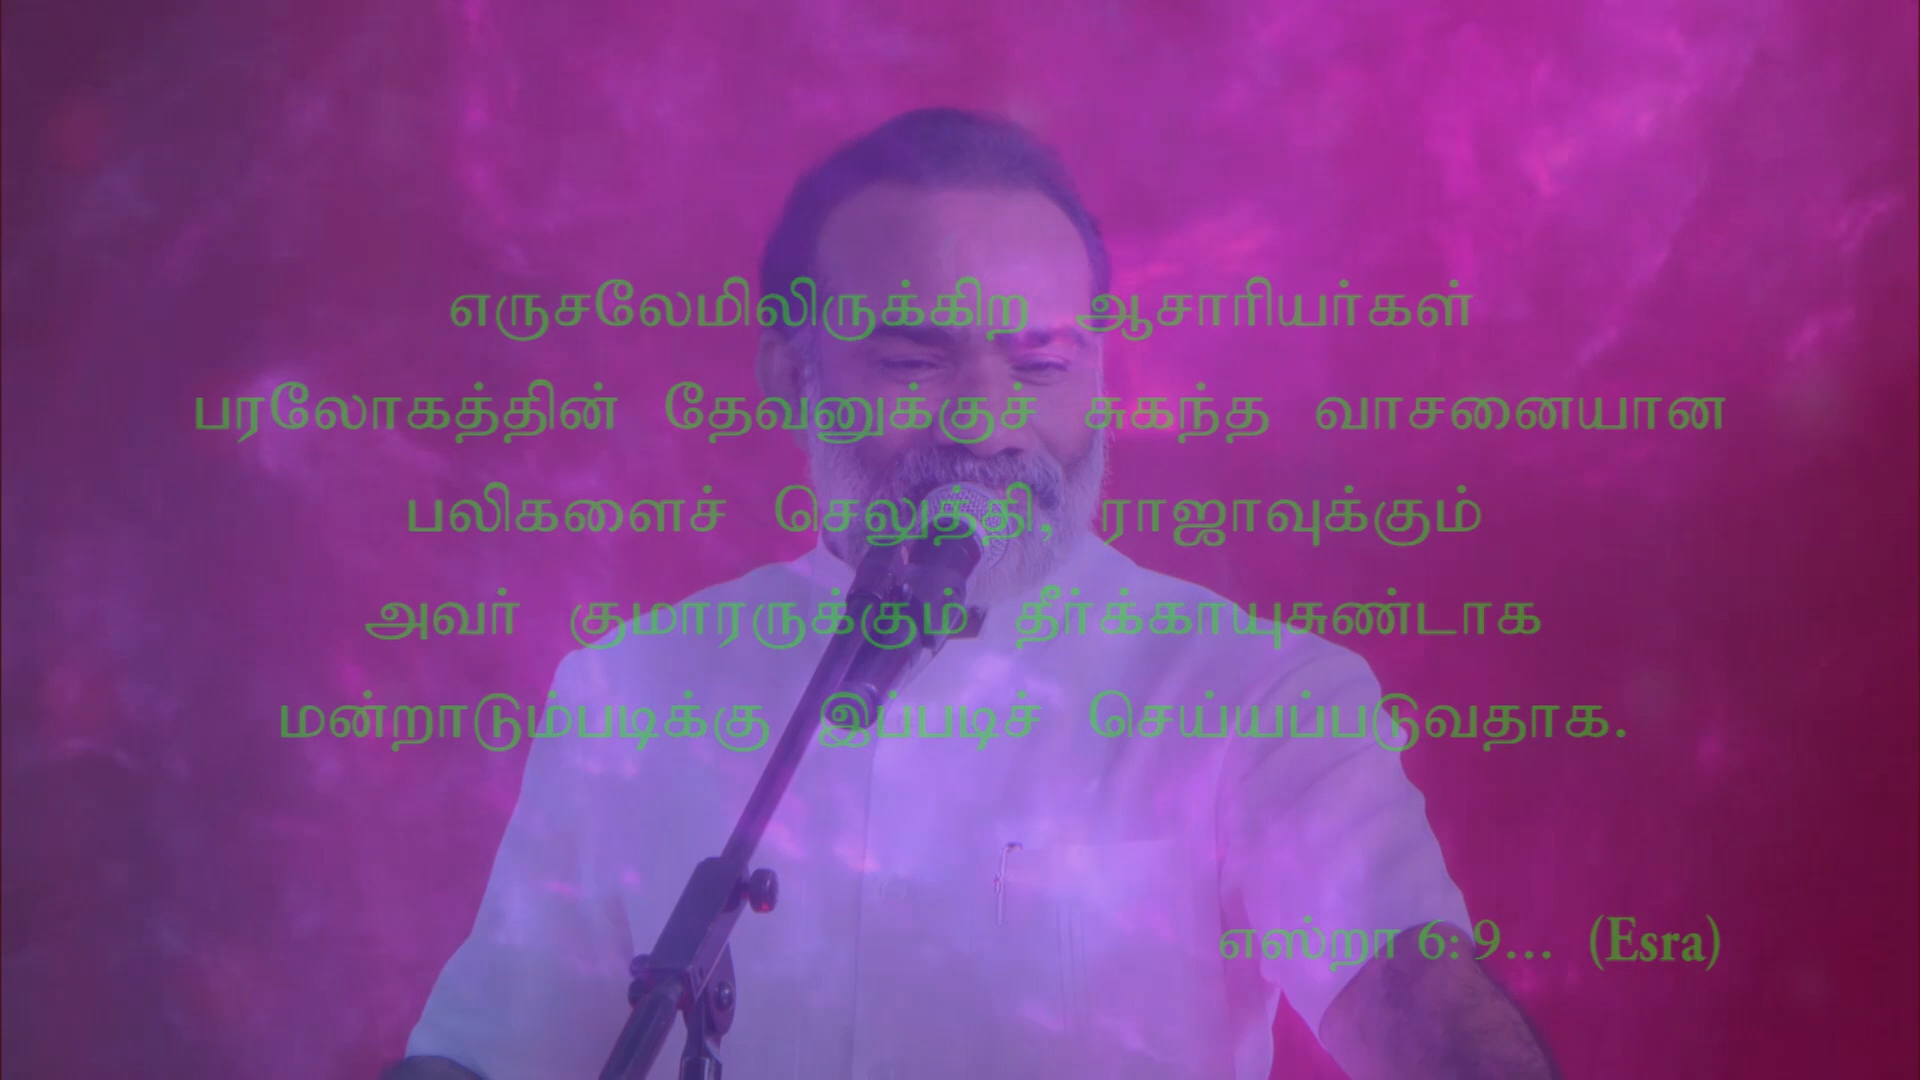 எருசலேமிலிருக்கிற ஆசாரியர்கள்
பரலோகத்தின் தேவனுக்குச் சுகந்த வாசனையான
பலிகளைச் செலுத்தி, ராஜாவுக்கும்
அவர் குமாரருக்கும் தீர்க்காயுசுண்டாக
மன்றாடும்படிக்கு இப்படிச் செய்யப்படுவதாக.
எஸ்றா 6: 9... (Esra)